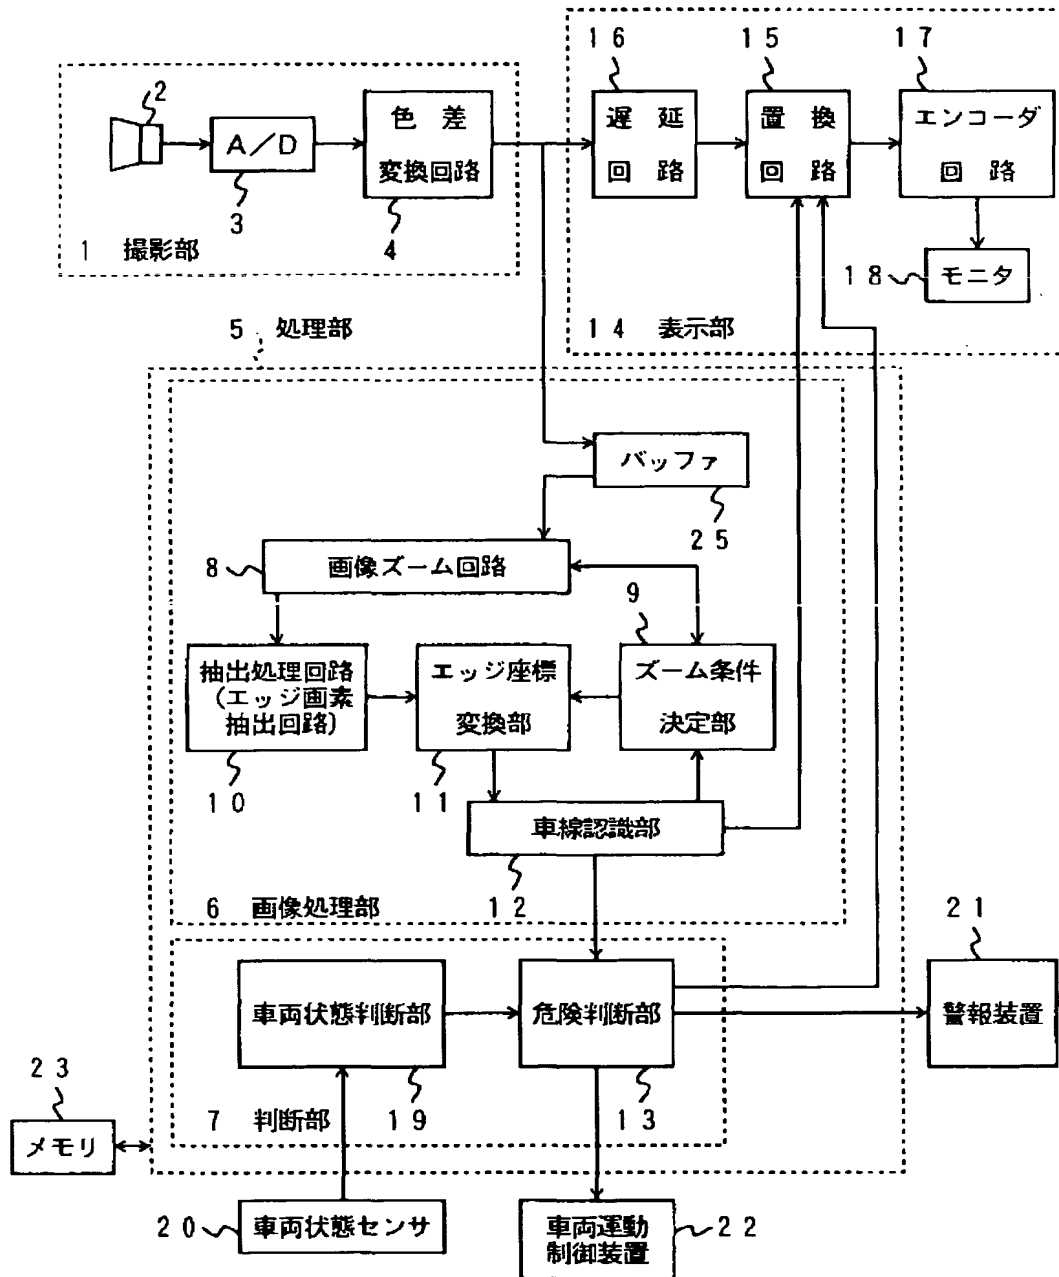 16
15
17
2
A/D
色差
変換回路
遅延
回路
置換
回路
エンコーダ
回路
3
4
1 撮影部
18
モニタ
14 表示部
5 処理部
バッファ
25
8
画像ズーム回路
9
抽出処理回路
(エッジ画素
抽出回路)
エッジ座標
変換部
ズーム条件
決定部
10
11
車線認識部
12
6 画像処理部
21
車両状態判断部
危険判断部
警報装置
23
メモリ
7 判断部
19
13
20
車両状態センサ
車両運動
制御装置
22